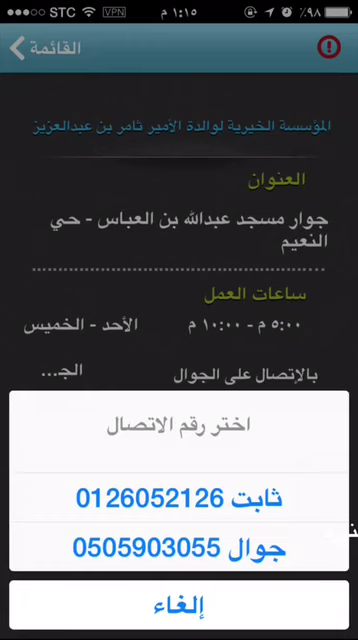 STC VPN ١:١٥ م ٪٩٨
القائمة
المؤسسة الخيرية لوالدة الأمير ثامر بن عبدالعزيز
العنوان
جوار مسجد عبدالله بن العباس - حي
النعيم
ساعات العمل
الأحد - الخميس ٥:٠٠ م - ١٠:٠٠ م
الجـ... بالإتصال على الجوال
اختر رقم الاتصال
ثابت 0126052126
جوال 0505903055
إلغاء